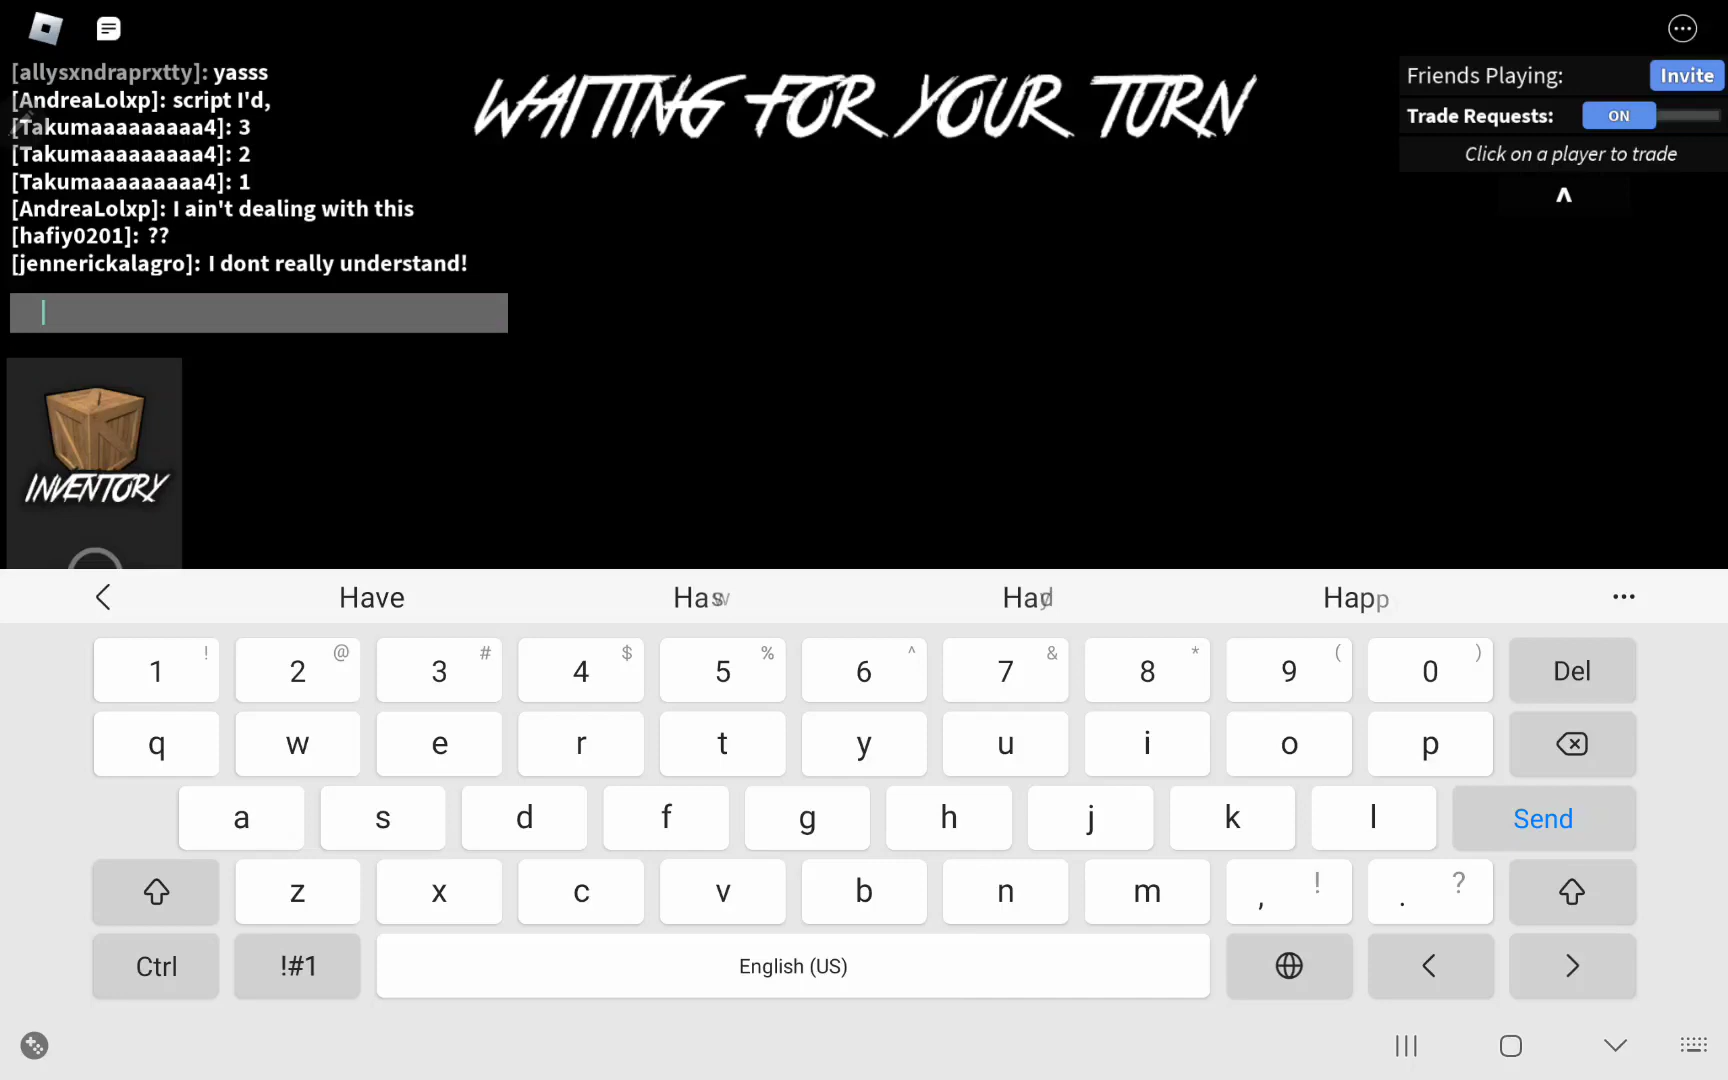 [allysxndraprxtty]: yasss
[AndreaLolxp]: script I'd,
[Takumaaaaaaaaa4]: 3
[Takumaaaaaaaaa4]: 2
[Takumaaaaaaaaa4]: 1
[AndreaLolxp]: I ain't dealing with this
[hafiy0201]: ??
[jennerickalagro]: I dont really understand!
WAITING FOR YOUR TURN
Friends Playing: Invite
Trade Requests: ON
Click on a player to trade
INVENTORY
Have
Happ
1 ! 2 @ 3 # 4 $ 5 % 6 ^ 7 & 8 * 9 ( 0 ) Del
q w e r t y u i o p
a s d f g h j k l Send
z x c v b n m , ! . ?
Ctrl !#1 English (US) < >